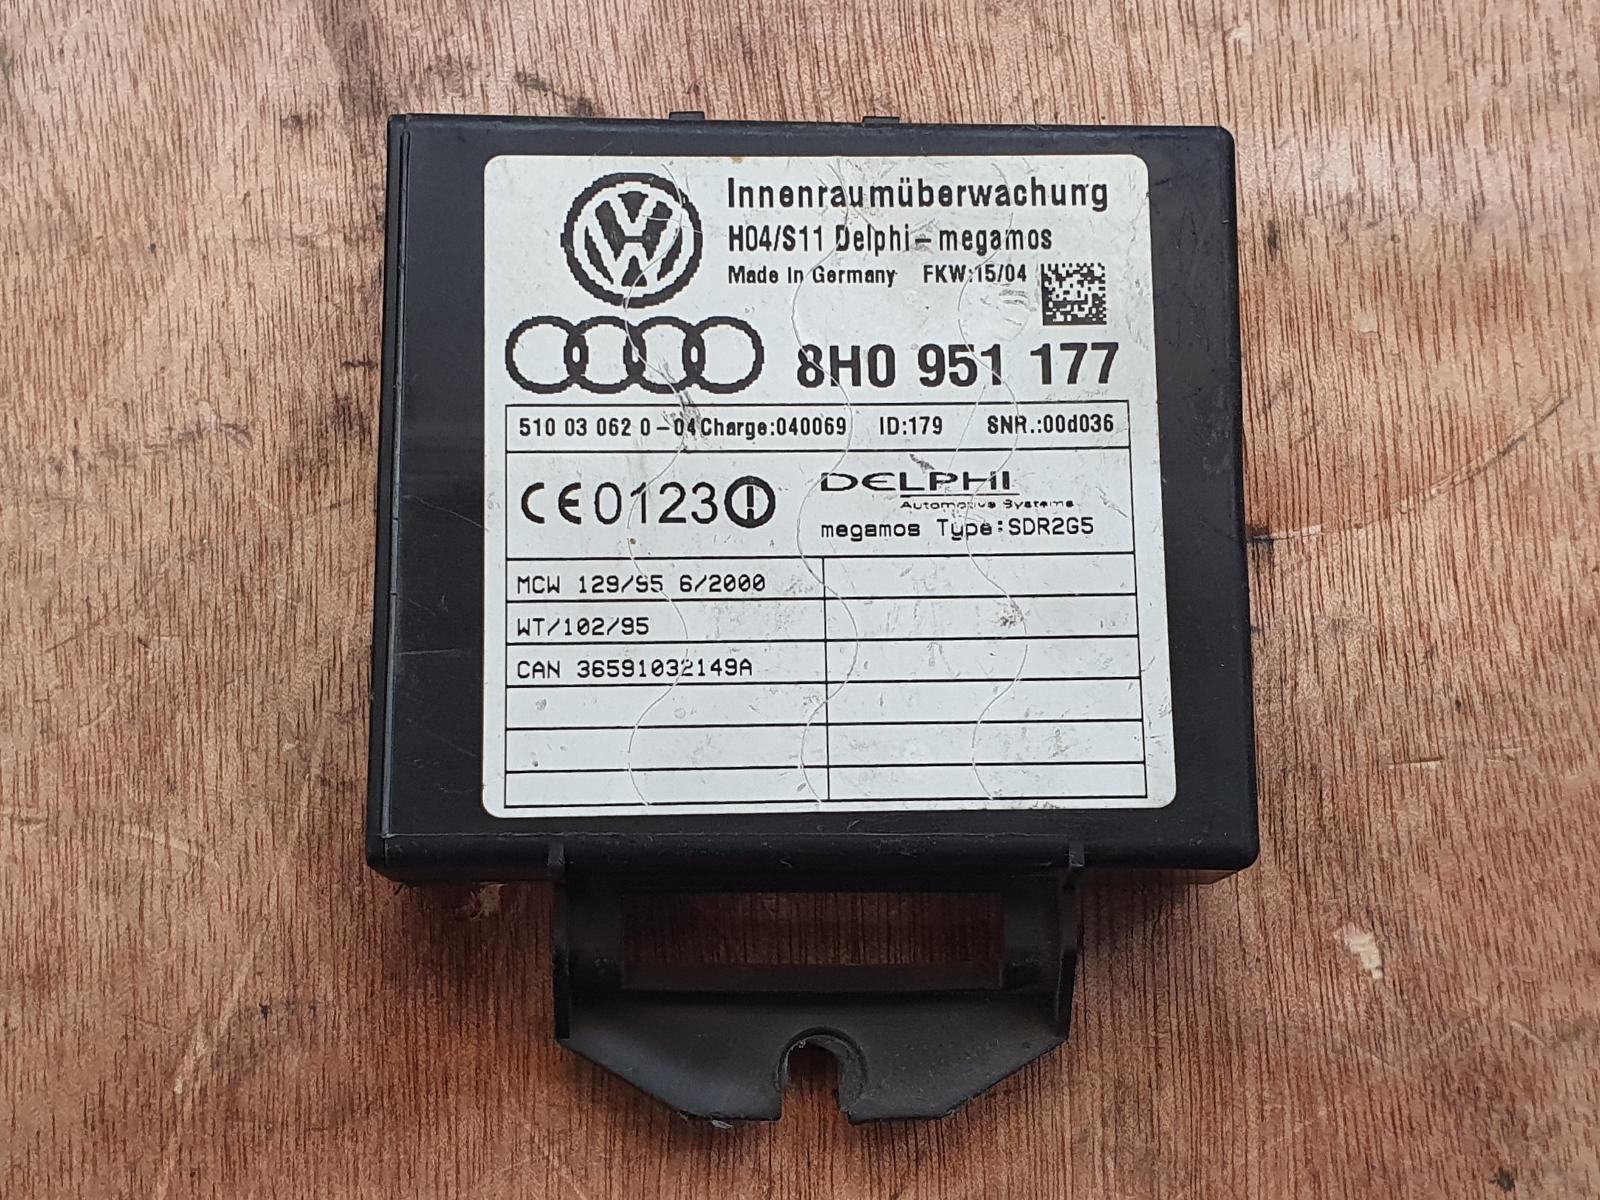 Innenraumüberwachung
H04/S11 Delphi-megamos
Made In Germany FKW:15/04
8H0 951 177
510 03 062 0-04 Charge:040069 ID:179 SNR.:00d036
CE0123
DELPHI
Automotive Systems
megamos Type:SDR2G5
MCW 129/95 6/2000
WT/102/95
CAN 36591032149A